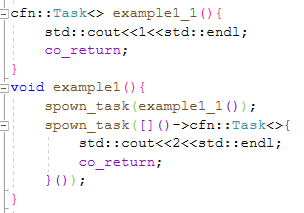 cfn::Task<> example1_1(){
    std::cout<<1<<std::endl;
    co_return;
}
void example1(){
    spown_task(example1_1());
    spown_task([]()->cfn::Task<>{
        std::cout<<2<<std::endl;
        co_return;
    }());
}